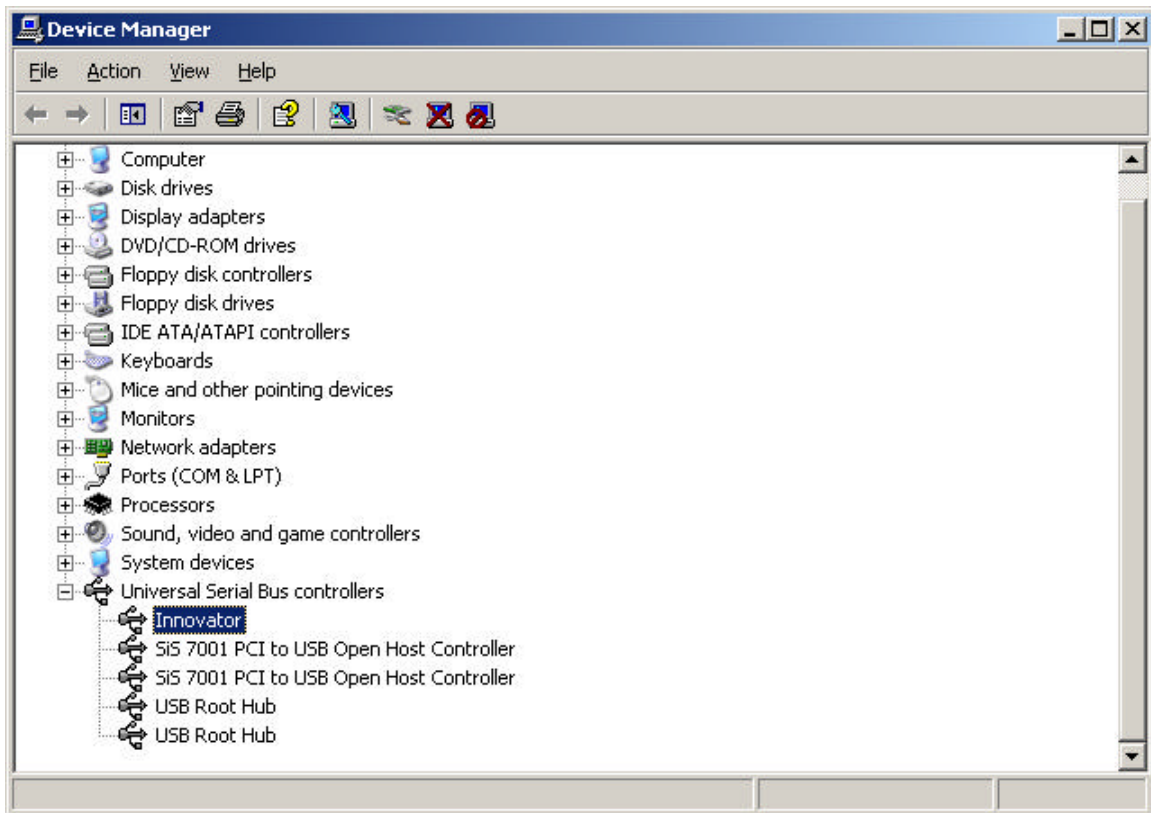 Device Manager
File Action View Help
Computer
Disk drives
Display adapters
DVD/CD-ROM drives
Floppy disk controllers
Floppy disk drives
IDE ATA/ATAPI controllers
Keyboards
Mice and other pointing devices
Monitors
Network adapters
Ports (COM & LPT)
Processors
Sound, video and game controllers
System devices
Universal Serial Bus controllers
Innovator
SiS 7001 PCI to USB Open Host Controller
SiS 7001 PCI to USB Open Host Controller
USB Root Hub
USB Root Hub